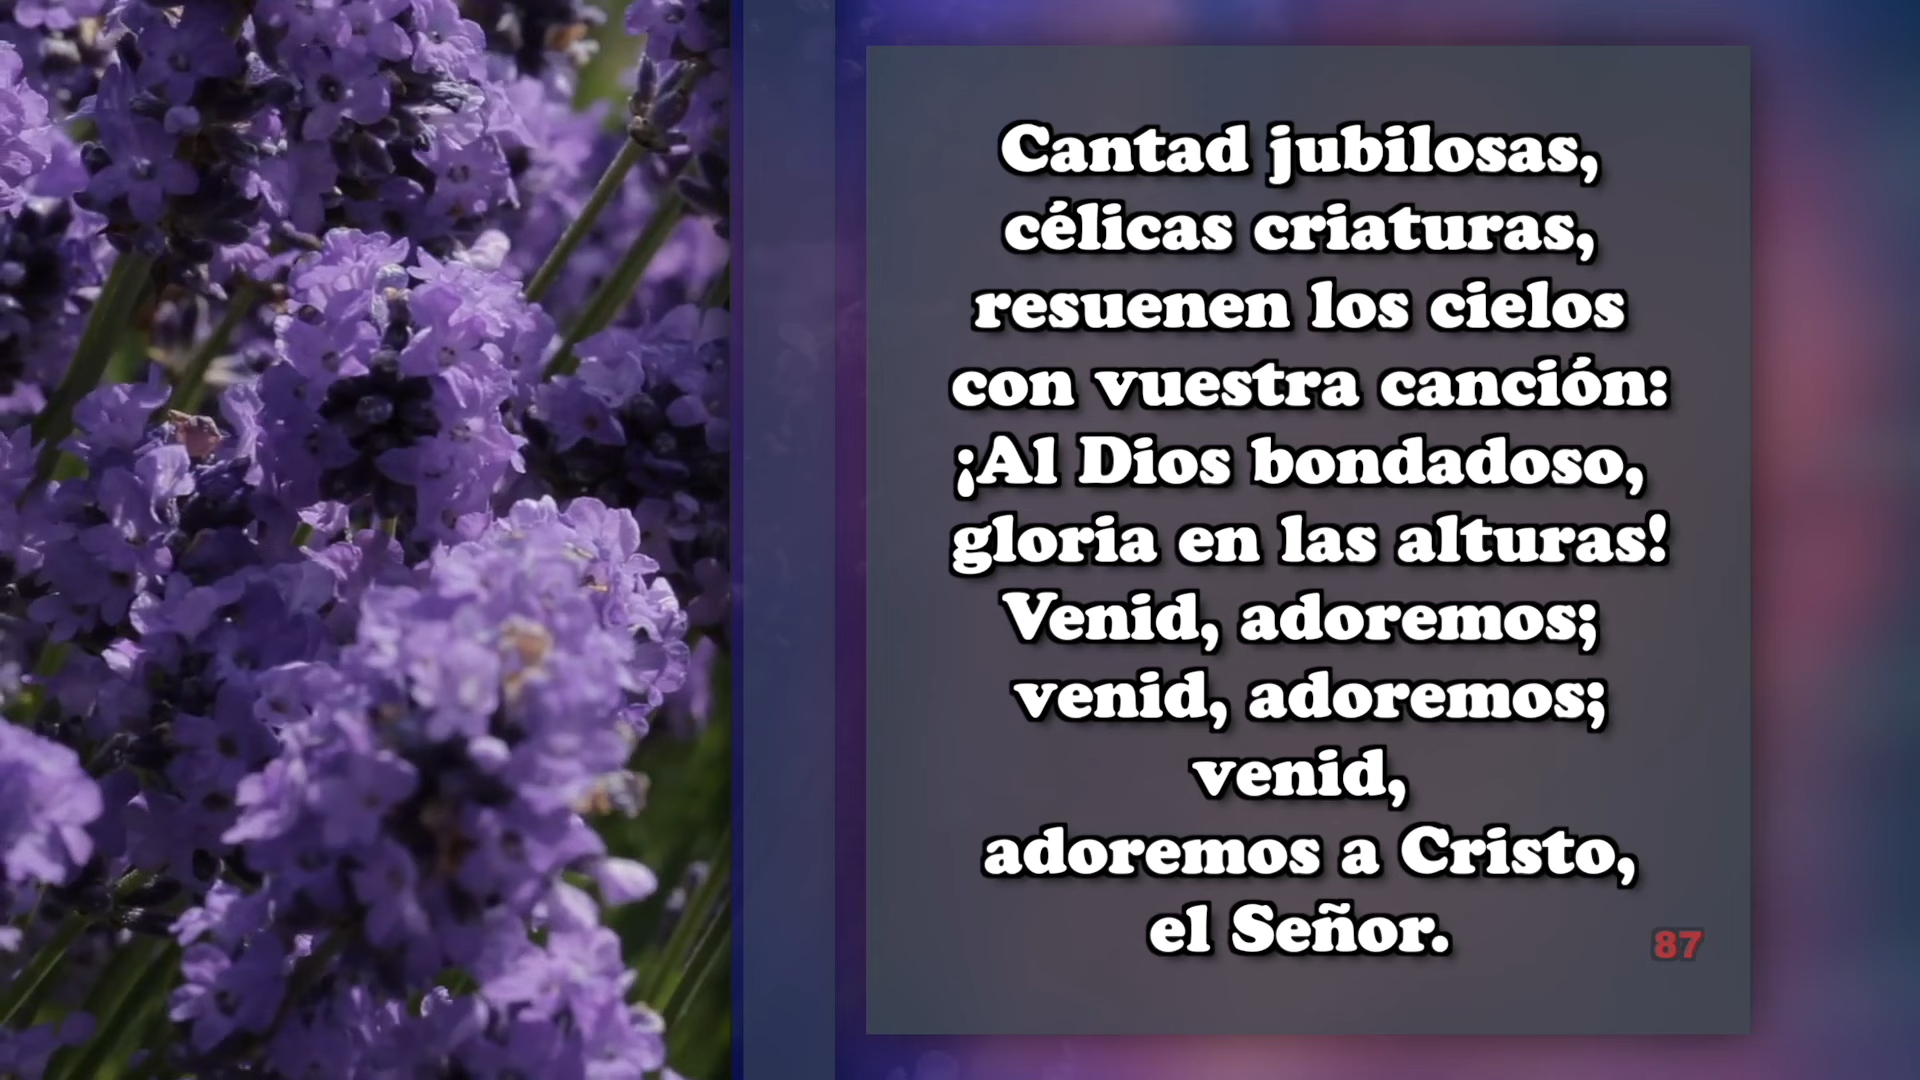 Cantad jubilosas,
célicas criaturas,
resuenen los cielos
con vuestra canción:
¡Al Dios bondadoso,
gloria en las alturas!
Venid, adoremos;
venid, adoremos;
venid,
adoremos a Cristo,
el Señor.
87